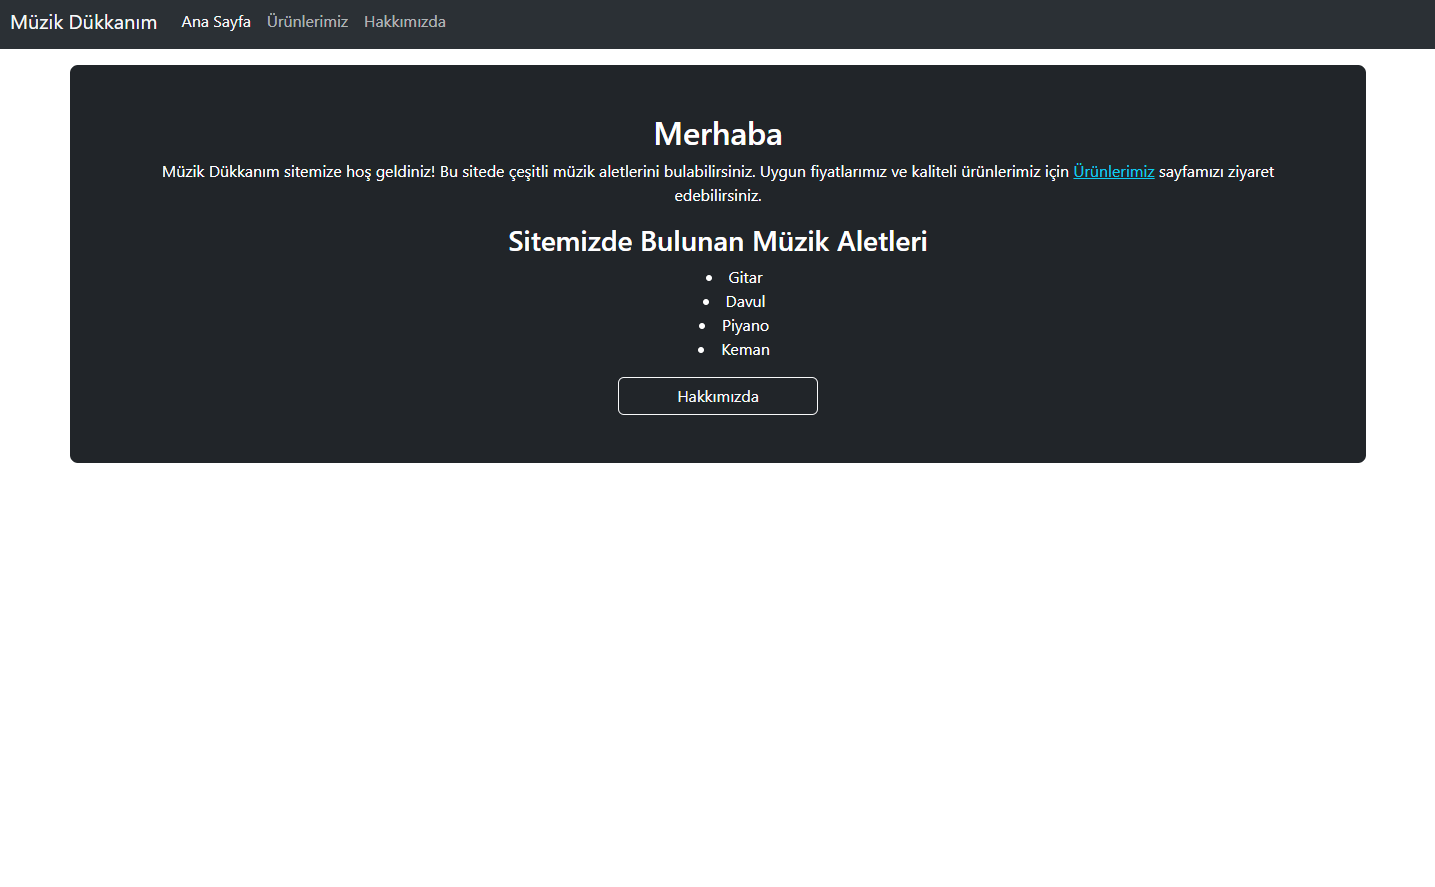 Müzik Dükkanım Ana Sayfa Ürünlerimiz Hakkımızda
Merhaba
Müzik Dükkanım sitemize hoş geldiniz! Bu sitede çeşitli müzik aletlerini bulabilirsiniz. Uygun fiyatlarımız ve kaliteli ürünlerimiz için Ürünlerimiz sayfamızı ziyaret
edebilirsiniz.
Sitemizde Bulunan Müzik Aletleri
• Gitar
• Davul
• Piyano
• Keman
Hakkımızda